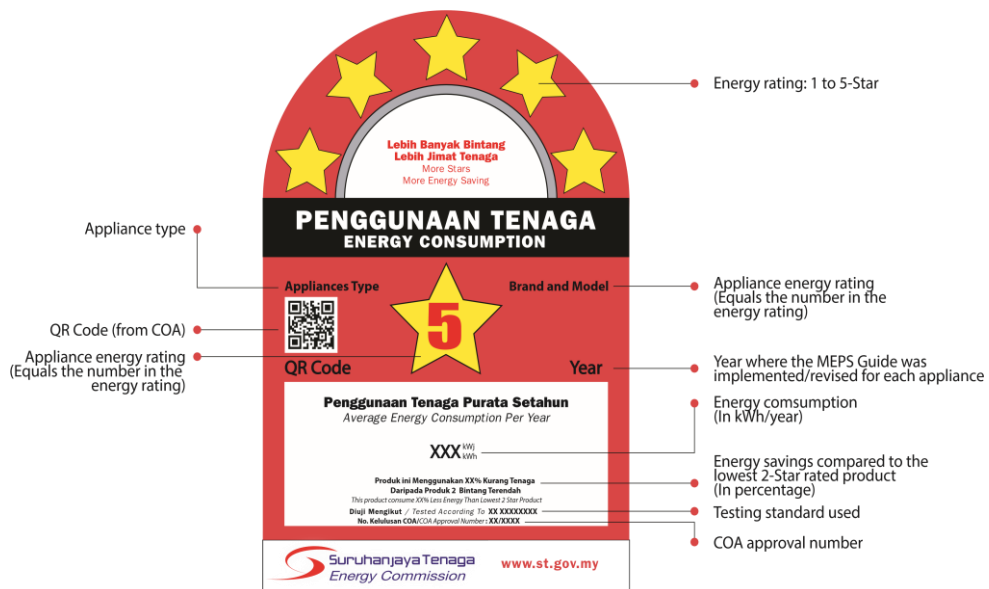 Energy rating: 1 to 5-Star
Lebih Banyak Bintang
Lebih Jimat Tenaga
More Stars
More Energy Saving
PENGGUNAAN TENAGA
ENERGY CONSUMPTION
Appliance type
Appliances Type
Brand and Model
Appliance energy rating
(Equals the number in the
energy rating)
5
QR Code (from COA)
Appliance energy rating
(Equals the number in the
energy rating)
QR Code
Year
Year where the MEPS Guide was
implemented/revised for each appliance
Penggunaan Tenaga Purata Setahun
Average Energy Consumption Per Year
Energy comsumption
(In kWh/year)
XXX kWj
kWh
Energy savings compared to the
lowest 2-Star rated product
(In percentage)
Produk ini Menggunakan XX% Kurang Tenaga
Daripada Produk 2 Bintang Terendah
This product consume XX% Less Energy Than Lowest 2 Star Product
Diuji Mengikut / Tested According To XX XXXXXXXX
Testing standard used
No. Kelulusan COA/COA Approval Number: XX/XXXX
COA approval number
Suruhanjaya Tenaga
Energy Commission
www.st.gov.my